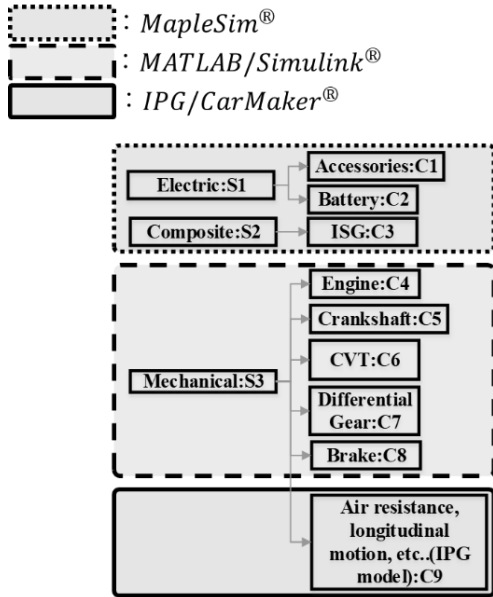 : MapleSim®
: MATLAB/Simulink®
: IPG/CarMaker®
Accessories:C1
Electric:S1
Battery:C2
Composite:S2
ISG:C3
Engine:C4
Crankshaft:C5
CVT:C6
Mechanical:S3
Differential
Gear:C7
Brake:C8
Air resistance,
longitudinal
motion, etc..(IPG
model):C9